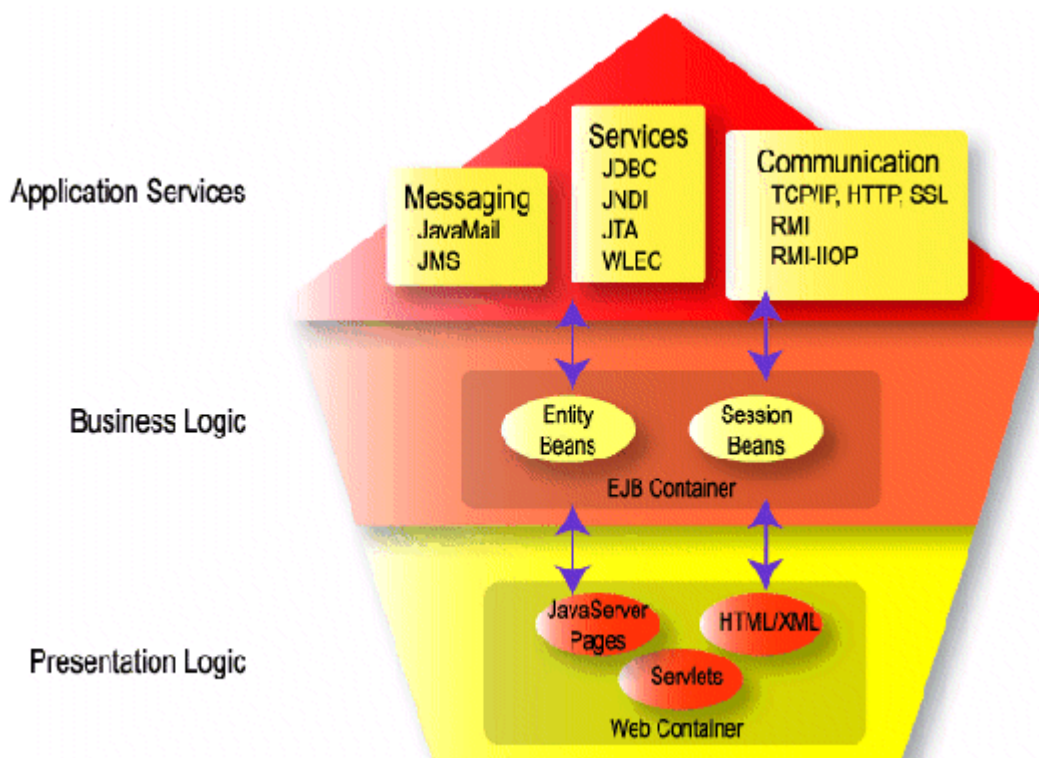 Application Services
Messaging
JavaMail
JMS
Services
JDBC
JNDI
JTA
WLEC
Communication
TCP/IP, HTTP, SSL
RMI
RMI-IIOP
Business Logic
Entity
Beans
Session
Beans
EJB Container
Presentation Logic
JavaServer
Pages
HTML/XML
Servlets
Web Container